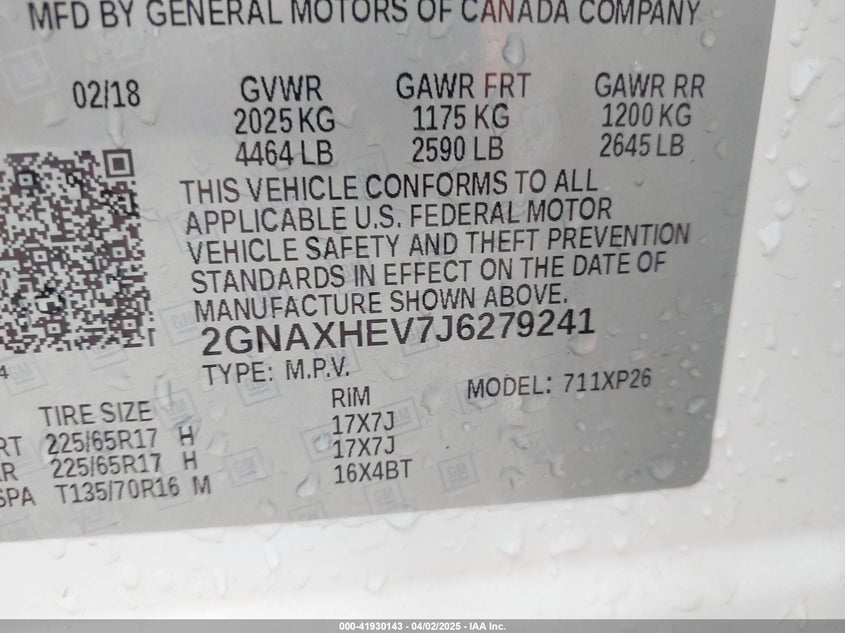 MFD BY GENERAL MOTORS OF CANADA COMPANY
02/18 GVWR GAWR FRT GAWR RR
2025 KG 1175 KG 1200 KG
4464 LB 2590 LB 2645 LB
THIS VEHICLE CONFORMS TO ALL
APPLICABLE U.S. FEDERAL MOTOR
VEHICLE SAFETY AND THEFT PREVENTION
STANDARDS IN EFFECT ON THE DATE OF
MANUFACTURE SHOWN ABOVE.
2GNAXHEV7J6279241
4 TYPE: M.P.V. MODEL: 711XP26
TIRE SIZE RIM
RT 225/65R17 H 17X7J
R 225/65R17 H 17X7J
SPA T135/70R16 M 16X4BT
000-41930143 - 04/02/2025 - IAA Inc.